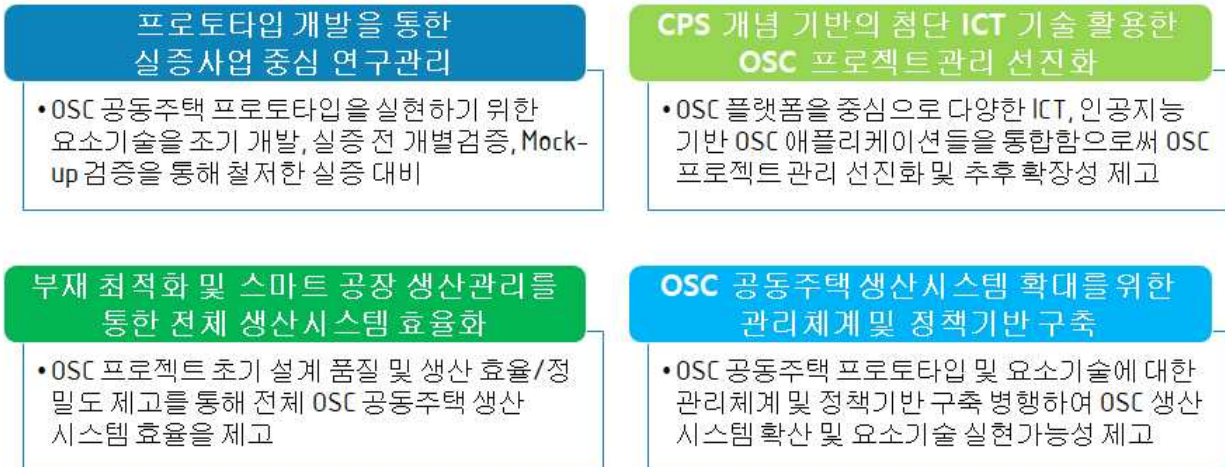 프로토타입 개발을 통한
실증사업 중심 연구관리
•OSC 공동주택 프로토타입을 실현하기 위한
요소기술을 조기 개발, 실증 전 개별검증, Mock-
up 검증을 통해 철저한 실증 대비
CPS 개념 기반의 첨단 ICT 기술 활용한
OSC 프로젝트 관리 선진화
•OSC 플랫폼을 중심으로 다양한 ICT, 인공지능
기반 OSC 애플리케이션들을 통합함으로써 OSC
프로젝트 관리 선진화 및 추후 확장성 제고
부재 최적화 및 스마트 공장 생산관리를
통한 전체 생산시스템 효율화
•OSC 프로젝트 초기 설계 품질 및 생산 효율/정
밀도 제고를 통해 전체 OSC 공동주택 생산
시스템 효율을 제고
OSC 공동주택 생산시스템 확대를 위한
관리체계 및 정책기반 구축
•OSC 공동주택 프로토타입 및 요소기술에 대한
관리체계 및 정책기반 구축 병행하여 OSC 생산
시스템 확산 및 요소기술 실현가능성 제고